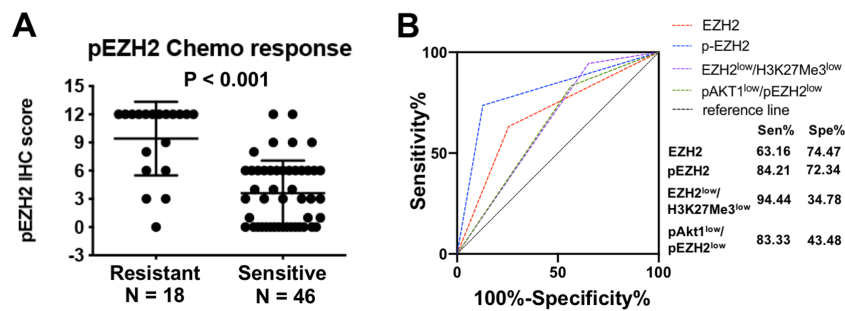 A
pEZH2 Chemo response
P < 0.001
pEZH2 IHC score
15
12
9
6
3
0
-3
Resistant
N = 18
Sensitive
N = 46
B
Sensitivity%
100
50
0
0
50
100
100%-Specificity%
EZH2
p-EZH2
EZH2low/H3K27Me3low
pAKT1low/pEZH2low
reference line
Sen% Spe%
EZH2 63.16 74.47
pEZH2 84.21 72.34
EZH2low/
H3K27Me3low 94.44 34.78
pAkt1low/
pEZH2low 83.33 43.48